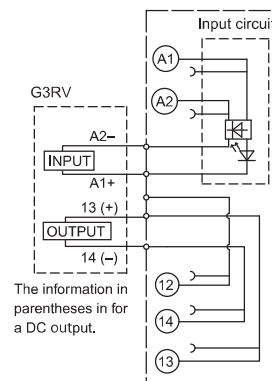 Input circuit
A1
G3RV
A2
A2−
INPUT
A1+
13 (+)
OUTPUT
14 (−)
12
The information in
parentheses in for
a DC output.
14
13